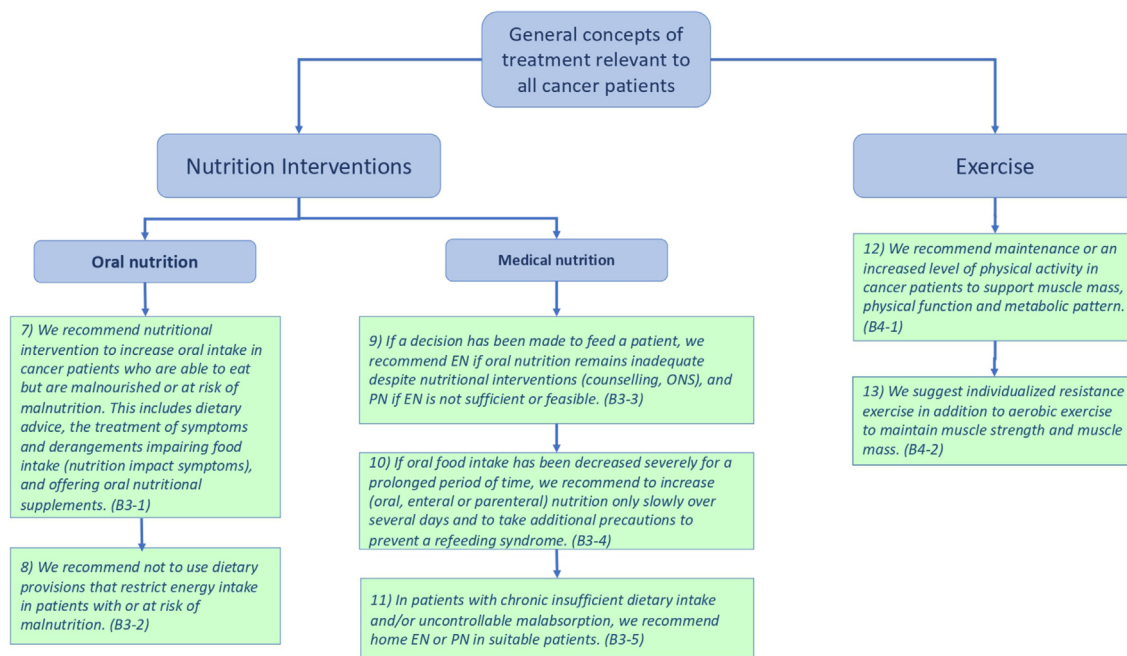 General concepts of
treatment relevant to
all cancer patients
Nutrition Interventions
Exercise
Oral nutrition
Medical nutrition
7) We recommend nutritional
intervention to increase oral intake in
cancer patients who are able to eat
but are malnourished or at risk of
malnutrition. This includes dietary
advice, the treatment of symptoms
and derangements impairing food
intake (nutrition impact symptoms),
and offering oral nutritional
supplements. (B3-1)
8) We recommend not to use dietary
provisions that restrict energy intake
in patients with or at risk of
malnutrition. (B3-2)
9) If a decision has been made to feed a patient, we
recommend EN if oral nutrition remains inadequate
despite nutritional interventions (counselling, ONS), and
PN if EN is not sufficient or feasible. (B3-3)
10) If oral food intake has been decreased severely for a
prolonged period of time, we recommend to increase
(oral, enteral or parenteral) nutrition only slowly over
several days and to take additional precautions to
prevent a refeeding syndrome. (B3-4)
11) In patients with chronic insufficient dietary intake
and/or uncontrollable malabsorption, we recommend
home EN or PN in suitable patients. (B3-5)
12) We recommend maintenance or an
increased level of physical activity in
cancer patients to support muscle mass,
physical function and metabolic pattern.
(B4-1)
13) We suggest individualized resistance
exercise in addition to aerobic exercise
to maintain muscle strength and muscle
mass. (B4-2)